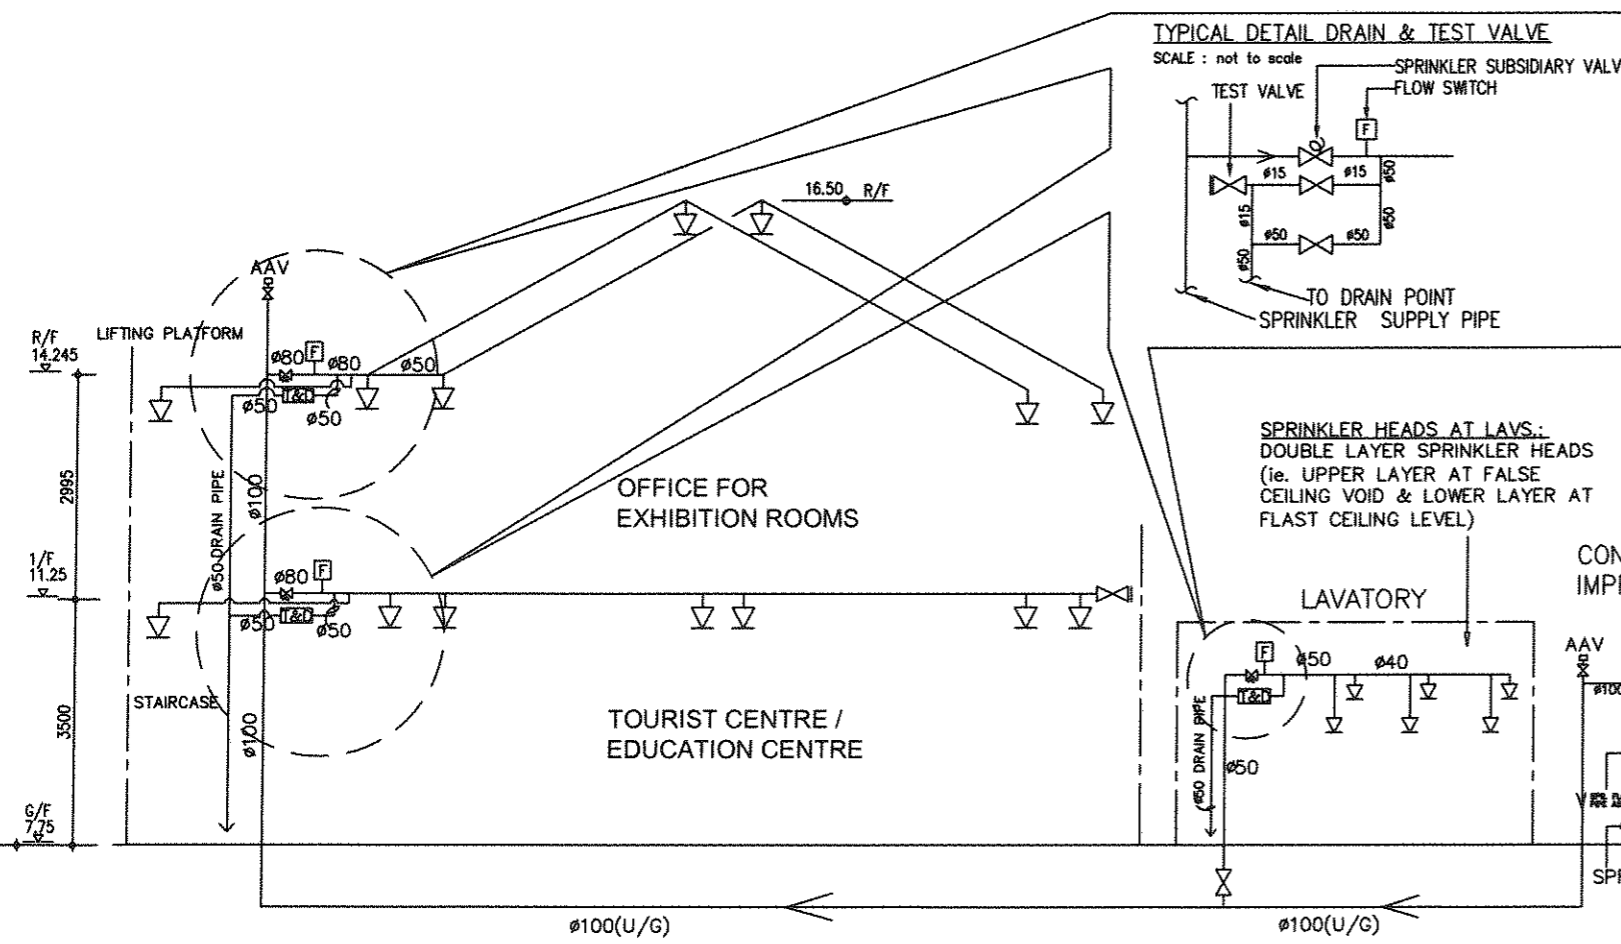 TYPICAL DETAIL DRAIN & TEST VALVE
SCALE : not to scale
SPRINKLER SUBSIDIARY VALV
TEST VALVE
FLOW SWITCH
F
ø15
ø15
ø50
ø15
ø50
ø50
ø50
ø50
TO DRAIN POINT
SPRINKLER SUPPLY PIPE
16.50 R/F
AAV
R/F
14.245
LIFTING PLATFORM
ø80
F
ø80
ø50
T&D
ø50
ø50
2995
ø50 DRAIN PIPE
ø100
OFFICE FOR
EXHIBITION ROOMS
SPRINKLER HEADS AT LAVS.:
DOUBLE LAYER SPRINKLER HEADS
(ie. UPPER LAYER AT FALSE
CEILING VOID & LOWER LAYER AT
FLAST CEILING LEVEL)
1/F
11.25
ø80
F
T&D
ø50
ø50
CON
IMP
LAVATORY
AAV
F
ø50
ø40
T&D
ø100
STAIRCASE
3500
ø100
TOURIST CENTRE /
EDUCATION CENTRE
ø50 DRAIN PIPE
ø50
G/F
7.75
SP
ø100(U/G)
ø100(U/G)